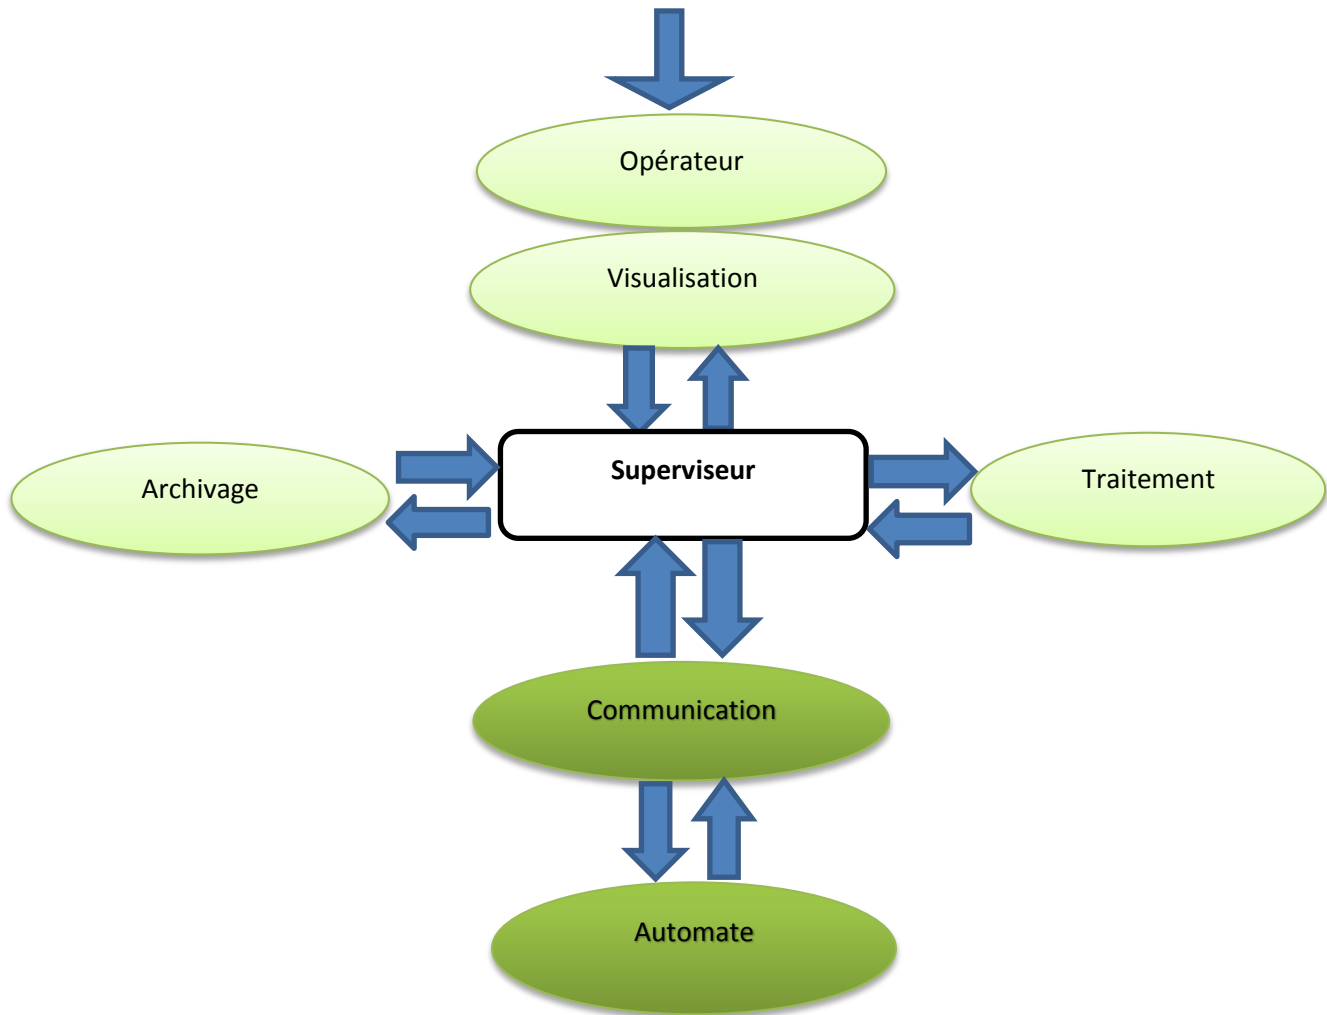 Opérateur
Visualisation
Archivage
Superviseur
Traitement
Communication
Automate